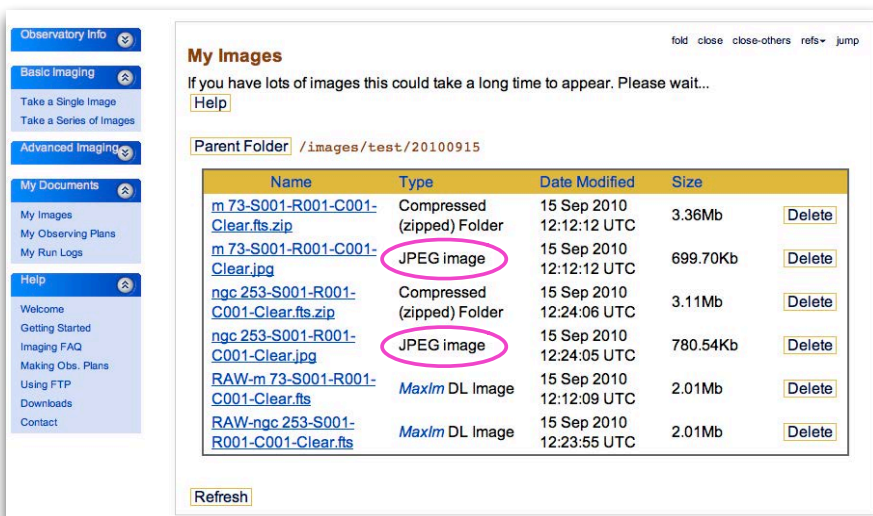 Observatory Info
Basic Imaging
Take a Single Image
Take a Series of Images
Advanced Imaging
My Documents
My Images
My Observing Plans
My Run Logs
Help
Welcome
Getting Started
Imaging FAQ
Making Obs. Plans
Using FTP
Downloads
Contact
fold close close-others refs jump
My Images
If you have lots of images this could take a long time to appear. Please wait...
Help
Parent Folder /images/test/20100915
Name Type Date Modified Size
m 73-S001-R001-C001- Compressed 15 Sep 2010
Clear.fts.zip (zipped) Folder 12:12:12 UTC 3.36Mb Delete
m 73-S001-R001-C001- JPEG image 15 Sep 2010
Clear.jpg 12:12:12 UTC 699.70Kb Delete
ngc 253-S001-R001- Compressed 15 Sep 2010
C001-Clear.fts.zip (zipped) Folder 12:24:06 UTC 3.11Mb Delete
ngc 253-S001-R001- JPEG image 15 Sep 2010
C001-Clear.jpg 12:24:05 UTC 780.54Kb Delete
RAW-m 73-S001-R001- MaxIm DL Image 15 Sep 2010
C001-Clear.fts 12:12:09 UTC 2.01Mb Delete
RAW-ngc 253-S001- MaxIm DL Image 15 Sep 2010
R001-C001-Clear.fts 12:23:55 UTC 2.01Mb Delete
Refresh